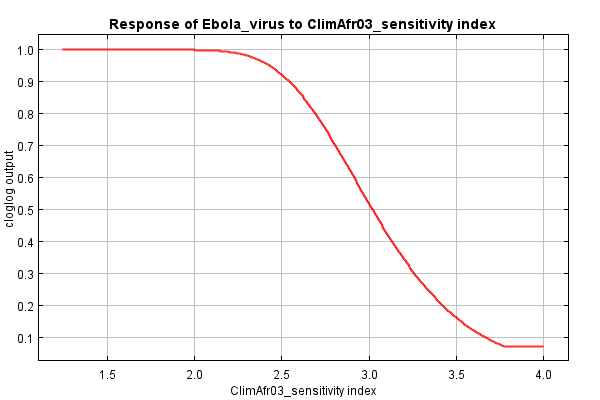 Response of Ebola_virus to ClimAfr03_sensitivity index
cloglog output
1.0
0.9
0.8
0.7
0.6
0.5
0.4
0.3
0.2
0.1
1.5 2.0 2.5 3.0 3.5 4.0
ClimAfr03_sensitivity index